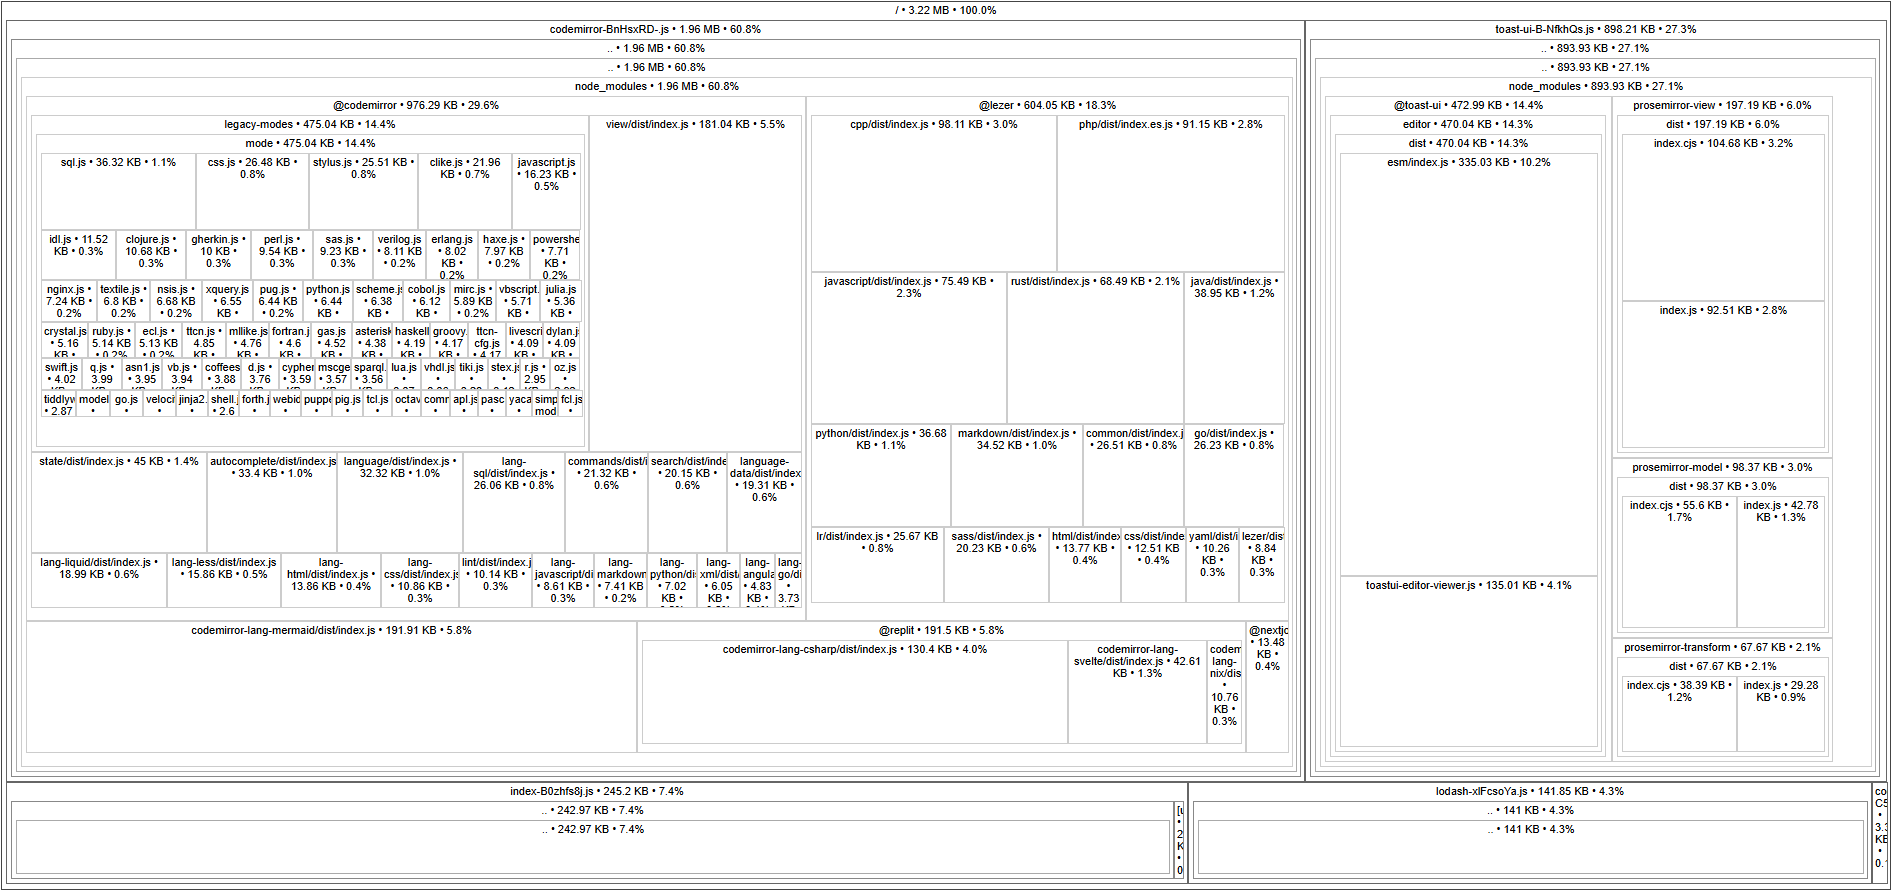 / • 3.22 MB • 100.0%
codemirror-BnHsxRD-.js • 1.96 MB • 60.8%
.. • 1.96 MB • 60.8%
.. • 1.96 MB • 60.8%
node_modules • 1.96 MB • 60.8%
@codemirror • 976.29 KB • 29.6%
legacy-modes • 475.04 KB • 14.4%
mode • 475.04 KB • 14.4%
sql.js • 36.32 KB • 1.1%
css.js • 26.48 KB •
0.8%
stylus.js • 25.51 KB •
0.8%
clike.js • 21.96
KB • 0.7%
javascript.js
• 16.23 KB •
0.5%
idl.js • 11.52
KB • 0.3%
clojure.js •
10.68 KB •
0.3%
gherkin.js •
10 KB •
0.3%
perl.js •
9.54 KB •
0.3%
sas.js •
9.23 KB •
0.3%
verilog.js
• 8.11 KB
• 0.2%
erlang.js
• 8.02
KB •
0.2%
haxe.js •
7.97 KB
• 0.2%
powershe
• 7.71
KB •
0.2%
nginx.js •
7.24 KB •
0.2%
textile.js •
6.8 KB •
0.2%
nsis.js •
6.68 KB
• 0.2%
xquery.js
• 6.55
KB •
pug.js •
6.44 KB
• 0.2%
python.js
• 6.44
KB •
scheme.js
• 6.38
KB •
cobol.js
• 6.12
KB •
mirc.js •
5.89 KB
• 0.2%
vbscript.
• 5.71
KB •
julia.js
• 5.36
KB •
crystal.js
• 5.16
KB •
ruby.js •
5.14 KB
• 0.2%
ecl.js •
5.13 KB
• 0.2%
ttcn.js •
4.85
KB •
mllike.js
• 4.76
KB •
fortran.j
• 4.6
KB •
gas.js
• 4.52
KB •
asterisk
• 4.38
KB •
haskell
• 4.19
KB •
groovy.
• 4.17
KB •
ttcn-
cfg.js
• 4.17
livescri
• 4.09
KB •
dylan.js
• 4.09
KB •
swift.js
• 4.02
q.js •
3.99
asn1.js
• 3.95
vb.js •
3.94
coffees
• 3.88
d.js •
3.76
cypher
• 3.59
mscge
• 3.57
sparql.
• 3.56
lua.js
•
vhdl.js
•
tiki.js
•
stex.js
•
r.js •
2.95
oz.js
•
tiddlyw
• 2.87
model
•
go.js
•
veloci
•
jinja2.
•
shell.j
• 2.6
forth.j
•
webid
•
pupp
•
pig.js
•
tcl.js
•
octav
•
comr
•
apl.js
•
pasc
•
yaca
•
simp
mod
fcl.js
•
view/dist/index.js • 181.04 KB • 5.5%
state/dist/index.js • 45 KB • 1.4%
autocomplete/dist/index.js
• 33.4 KB • 1.0%
language/dist/index.js •
32.32 KB • 1.0%
lang-
sql/dist/index.js •
26.06 KB • 0.8%
commands/dist/i
• 21.32 KB •
0.6%
search/dist/inde
• 20.15 KB •
0.6%
language-
data/dist/index
• 19.31 KB •
0.6%
lang-liquid/dist/index.js •
18.99 KB • 0.6%
lang-less/dist/index.js
• 15.86 KB • 0.5%
lang-
html/dist/index.js •
13.86 KB • 0.4%
lang-
css/dist/index.js
• 10.86 KB •
0.3%
lint/dist/index.j
• 10.14 KB •
0.3%
lang-
javascript/di
• 8.61 KB •
0.3%
lang-
markdown
• 7.41 KB
• 0.2%
lang-
python/di
• 7.02
KB •
lang-
xml/dist/
• 6.05
KB •
lang-
angula
• 4.83
KB •
lang-
go/di
•
3.73
KB •
@lezer • 604.05 KB • 18.3%
cpp/dist/index.js • 98.11 KB • 3.0%
php/dist/index.es.js • 91.15 KB • 2.8%
javascript/dist/index.js • 75.49 KB •
2.3%
rust/dist/index.js • 68.49 KB • 2.1%
java/dist/index.js •
38.95 KB • 1.2%
python/dist/index.js • 36.68
KB • 1.1%
markdown/dist/index.js •
34.52 KB • 1.0%
common/dist/index.j
• 26.51 KB • 0.8%
go/dist/index.js •
26.23 KB • 0.8%
lr/dist/index.js • 25.67 KB
• 0.8%
sass/dist/index.js •
20.23 KB • 0.6%
html/dist/index
• 13.77 KB •
0.4%
css/dist/inde
• 12.51 KB
• 0.4%
yaml/dist/i
• 10.26
KB •
0.3%
lezer/dis
• 8.84
KB •
0.3%
codemirror-lang-mermaid/dist/index.js • 191.91 KB • 5.8%
@replit • 191.5 KB • 5.8%
codemirror-lang-csharp/dist/index.js • 130.4 KB • 4.0%
codemirror-lang-
svelte/dist/index.js • 42.61
KB • 1.3%
codem
lang-
nix/dis
•
10.76
KB •
0.3%
@nextjc
• 13.48
KB •
0.4%
toast-ui-B-NfkhQs.js • 898.21 KB • 27.3%
.. • 893.93 KB • 27.1%
.. • 893.93 KB • 27.1%
node_modules • 893.93 KB • 27.1%
@toast-ui • 472.99 KB • 14.4%
editor • 470.04 KB • 14.3%
dist • 470.04 KB • 14.3%
esm/index.js • 335.03 KB • 10.2%
toastui-editor-viewer.js • 135.01 KB • 4.1%
prosemirror-view • 197.19 KB • 6.0%
dist • 197.19 KB • 6.0%
index.cjs • 104.68 KB • 3.2%
index.js • 92.51 KB • 2.8%
prosemirror-model • 98.37 KB • 3.0%
dist • 98.37 KB • 3.0%
index.cjs • 55.6 KB •
1.7%
index.js • 42.78
KB • 1.3%
prosemirror-transform • 67.67 KB • 2.1%
dist • 67.67 KB • 2.1%
index.cjs • 38.39 KB •
1.2%
index.js • 29.28
KB • 0.9%
index-B0zhfs8j.js • 245.2 KB • 7.4%
.. • 242.97 KB • 7.4%
.. • 242.97 KB • 7.4%
lodash-xlFcsoYa.js • 141.85 KB • 4.3%
.. • 141 KB • 4.3%
.. • 141 KB • 4.3%